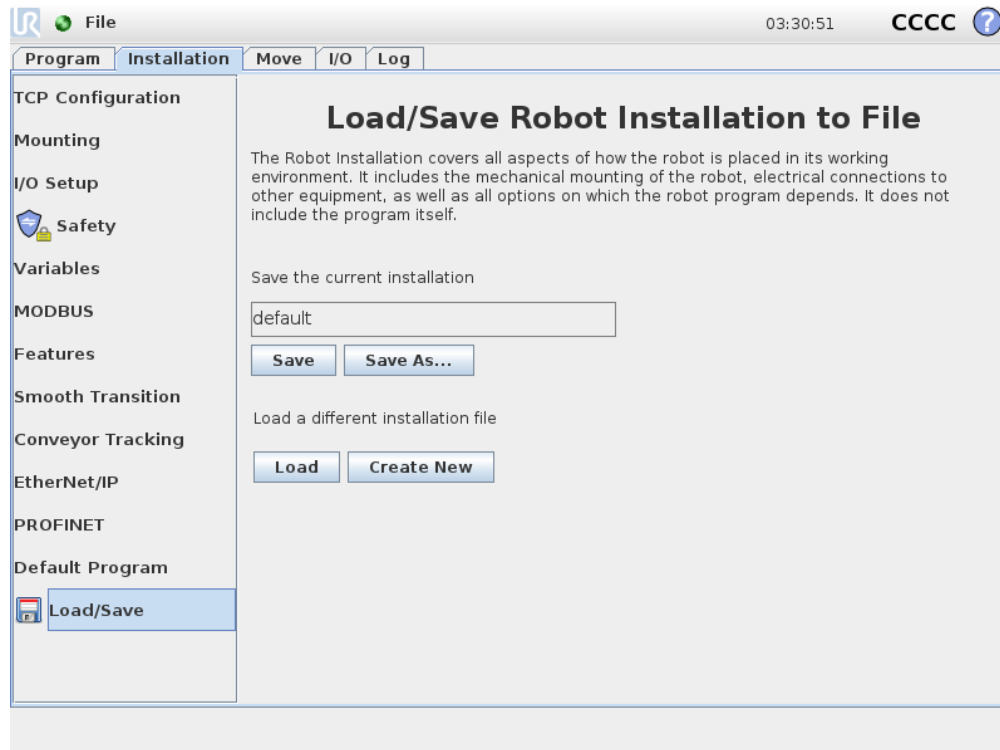 UR File 03:30:51 CCCC ?
Program Installation Move I/O Log
TCP Configuration
Mounting
I/O Setup
Safety
Variables
MODBUS
Features
Smooth Transition
Conveyor Tracking
EtherNet/IP
PROFINET
Default Program
Load/Save
Load/Save Robot Installation to File
The Robot Installation covers all aspects of how the robot is placed in its working
environment. It includes the mechanical mounting of the robot, electrical connections to
other equipment, as well as all options on which the robot program depends. It does not
include the program itself.
Save the current installation
default
Save Save As...
Load a different installation file
Load Create New